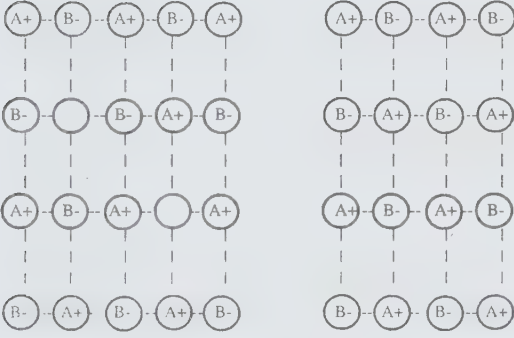 A+ B- A+ B- A+ A+ B- A+ B-
B- B- A+ B- B- A+ B- A+
A+ B- A+ A+ A+ B- A+ B-
B- A+ B- A+ B- B- A+ B- A+